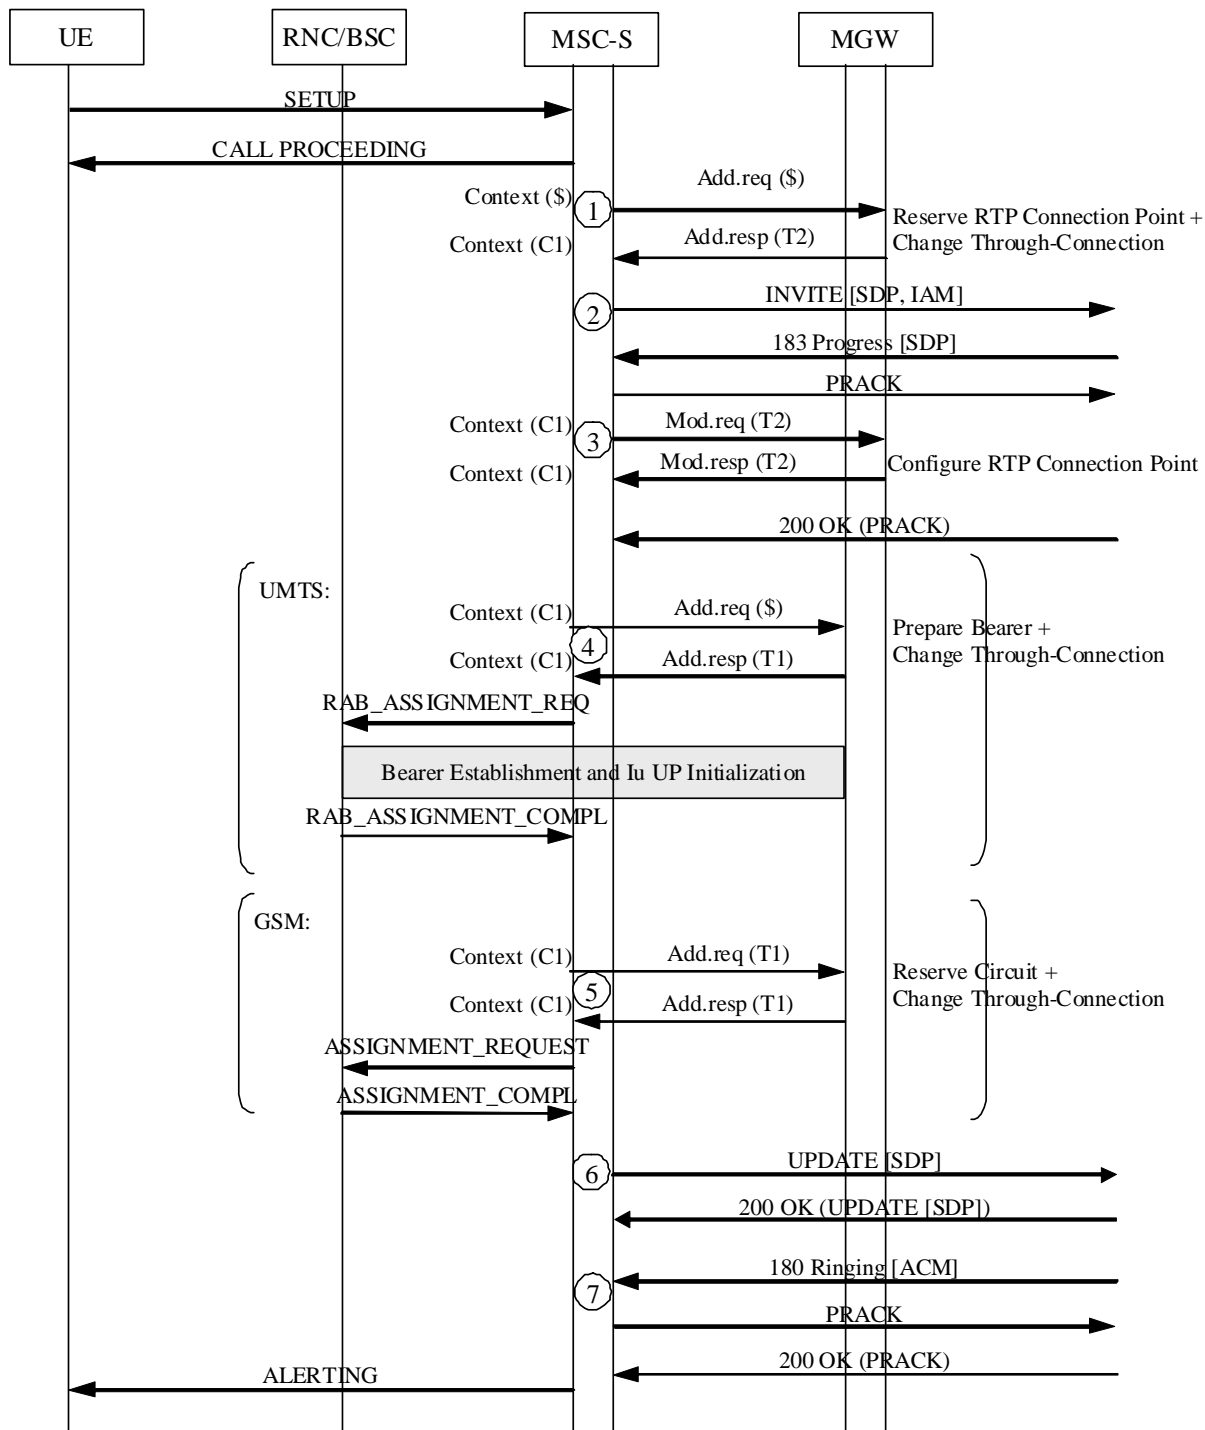 UE
RNC/BSC
MSC-S
MGW
SETUP
CALL PROCEEDING
Context ($)
1
Add.req ($)
Reserve RTP Connection Point +
Change Through-Connection
Context (C1)
Add.resp (T2)
2
INVITE [SDP, IAM]
183 Progress [SDP]
PRACK
Context (C1)
3
Mod.req (T2)
Context (C1)
Mod.resp (T2)
Configure RTP Connection Point
200 OK (PRACK)
UMTS:
Context (C1)
Add.req ($)
4
Prepare Bearer +
Change Through-Connection
Context (C1)
Add.resp (T1)
RAB_ASSIGNMENT_REQ
Bearer Establishment and Iu UP Initialization
RAB_ASSIGNMENT_COMPL
GSM:
Context (C1)
Add.req (T1)
5
Reserve Circuit +
Change Through-Connection
Context (C1)
Add.resp (T1)
ASSIGNMENT_REQUEST
ASSIGNMENT_COMPL
6
UPDATE [SDP]
200 OK (UPDATE [SDP])
7
180 Ringing [ACM]
PRACK
200 OK (PRACK)
ALERTING